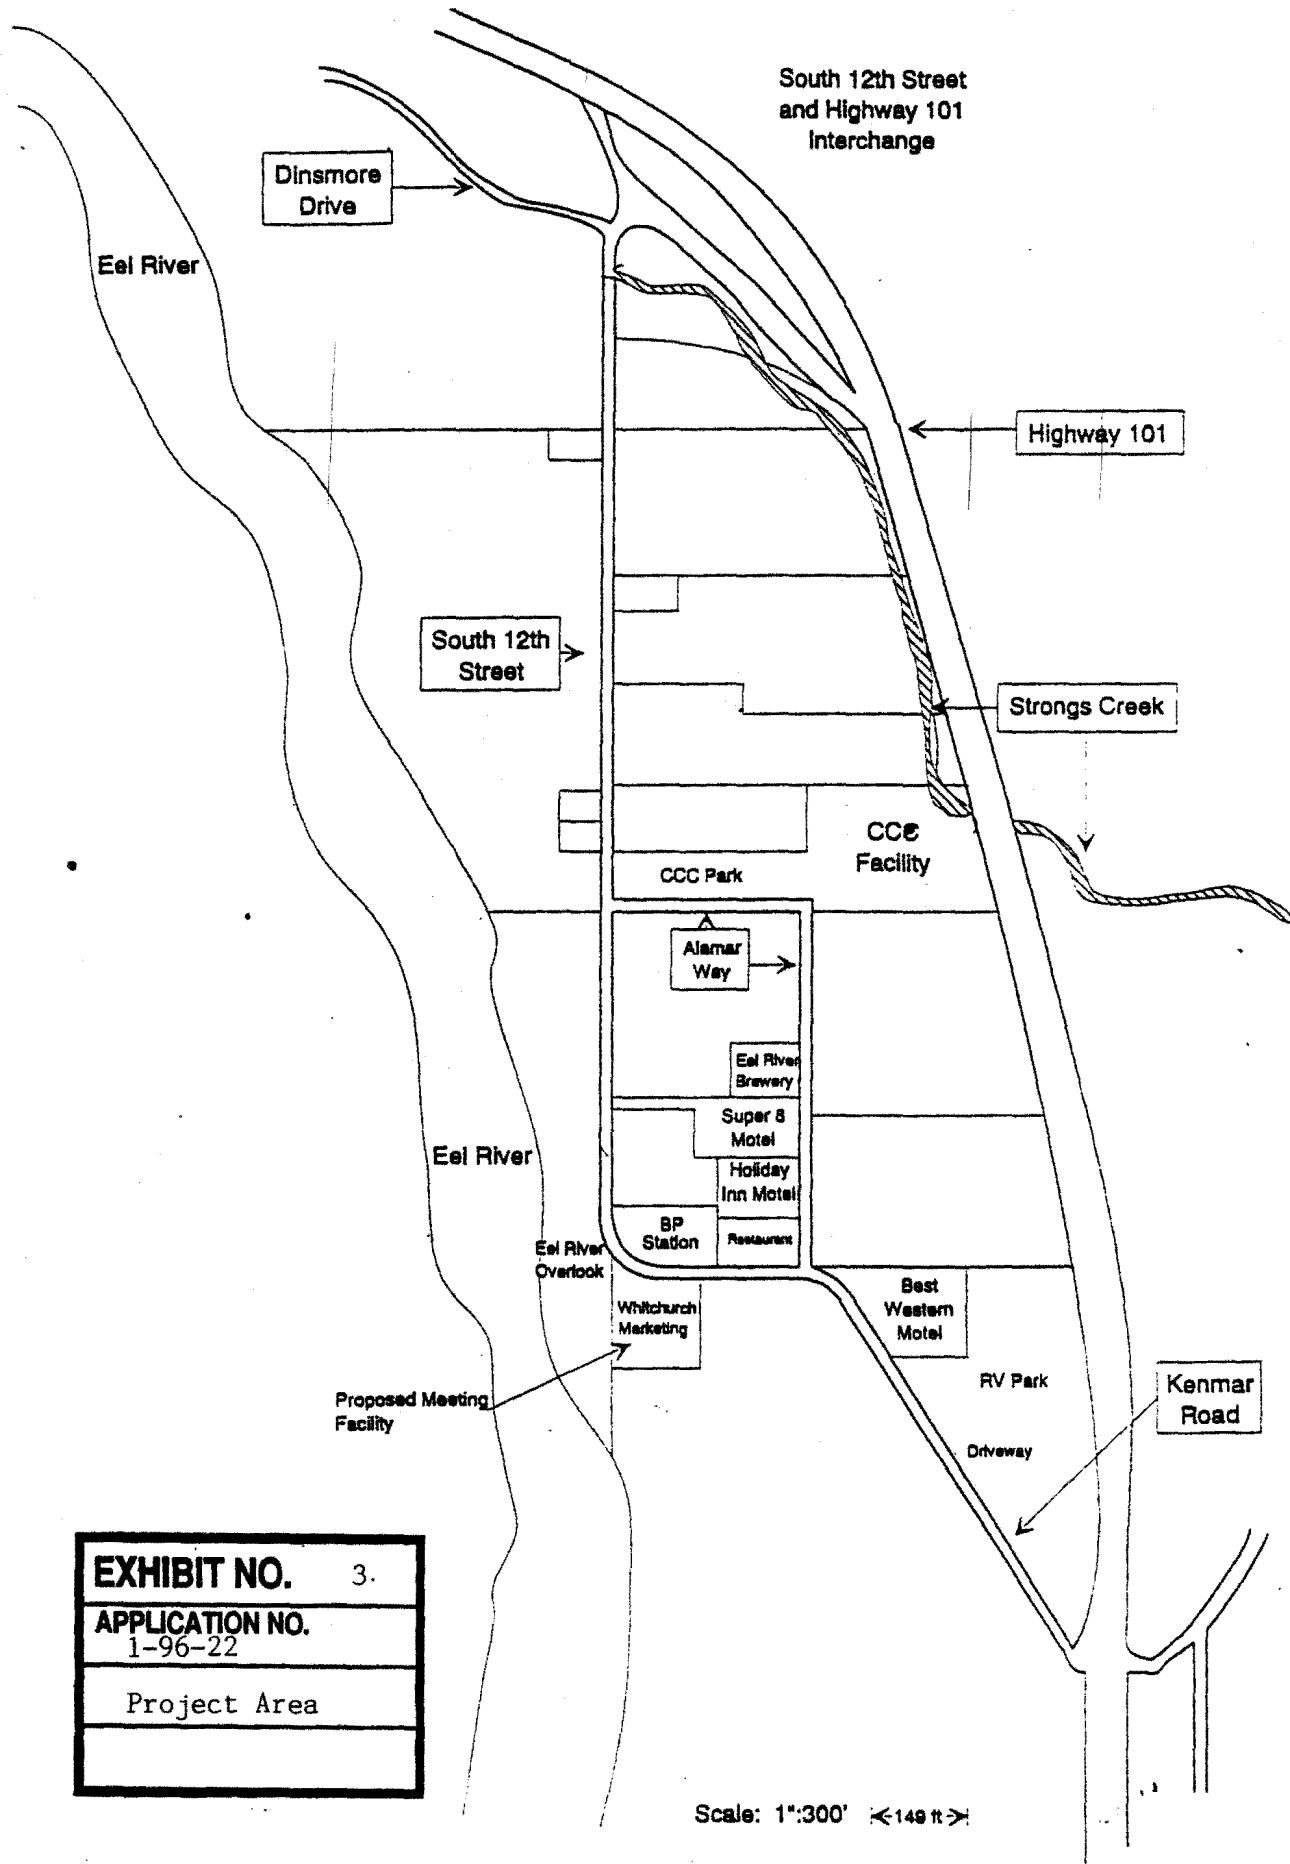 South 12th Street
and Highway 101
Interchange
Dinsmore
Drive
Eel River
Highway 101
South 12th
Street
Strongs Creek
CCC
Facility
CCC Park
Alamar
Way
Eel River
Brewery
Super 8
Motel
Eel River
Holiday
Inn Motel
BP
Station
Restaurant
Eel River
Overlook
Best
Western
Motel
Whitchurch
Marketing
RV Park
Kenmar
Road
Proposed Meeting
Facility
Driveway
EXHIBIT NO. 3.
APPLICATION NO.
1-96-22
Project Area
Scale: 1":300' 149 ft